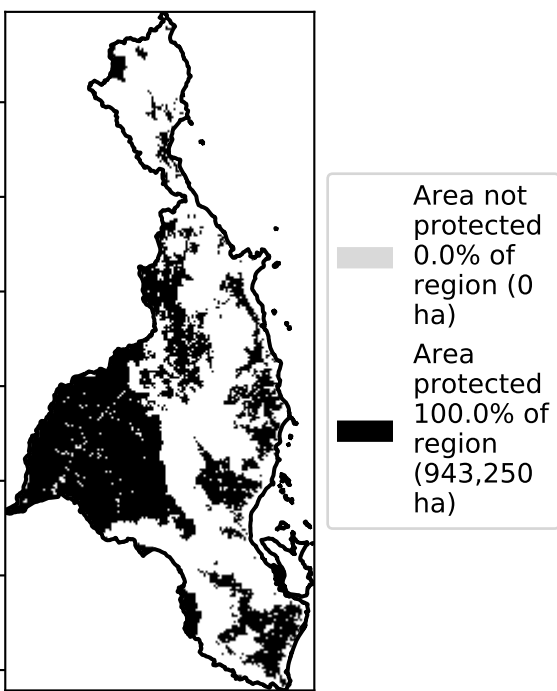 Area not
protected
0.0% of
region (0
ha)
Area
protected
100.0% of
region
(943,250
ha)